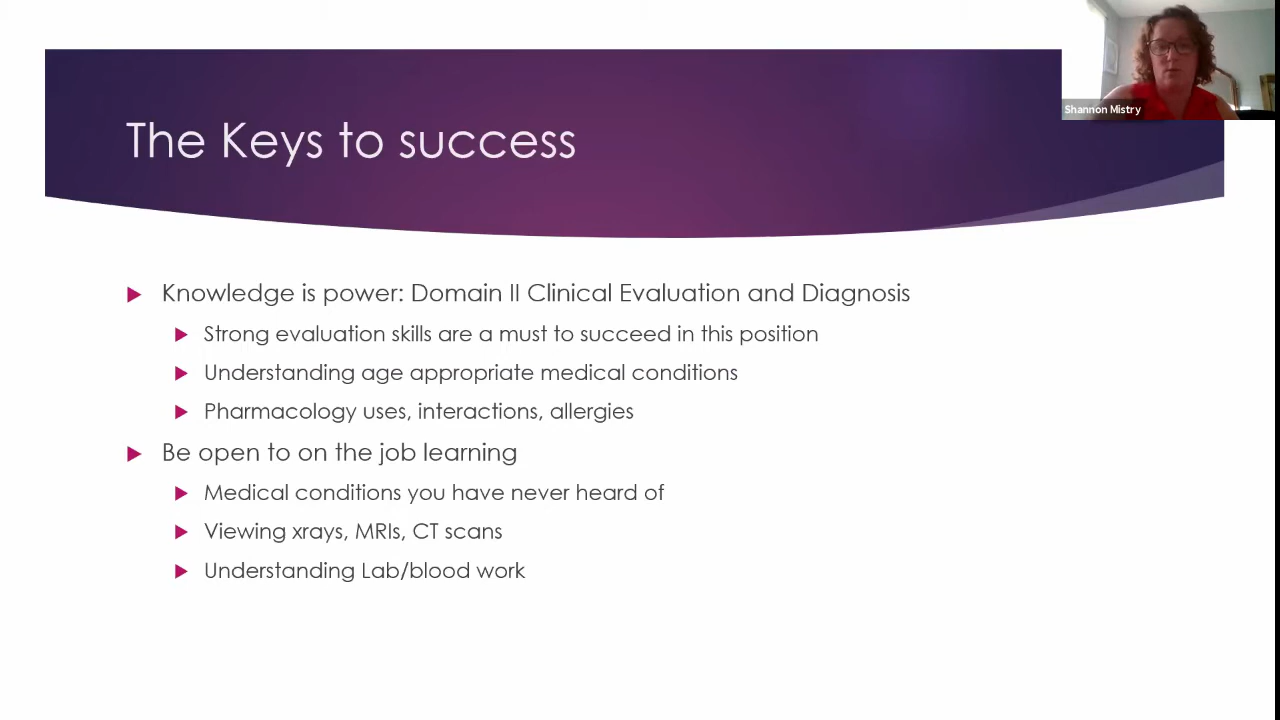 Shannon Mistry
The Keys to success
Knowledge is power: Domain II Clinical Evaluation and Diagnosis
Strong evaluation skills are a must to succeed in this position
Understanding age appropriate medical conditions
Pharmacology uses, interactions, allergies
Be open to on the job learning
Medical conditions you have never heard of
Viewing xrays, MRIs, CT scans
Understanding Lab/blood work